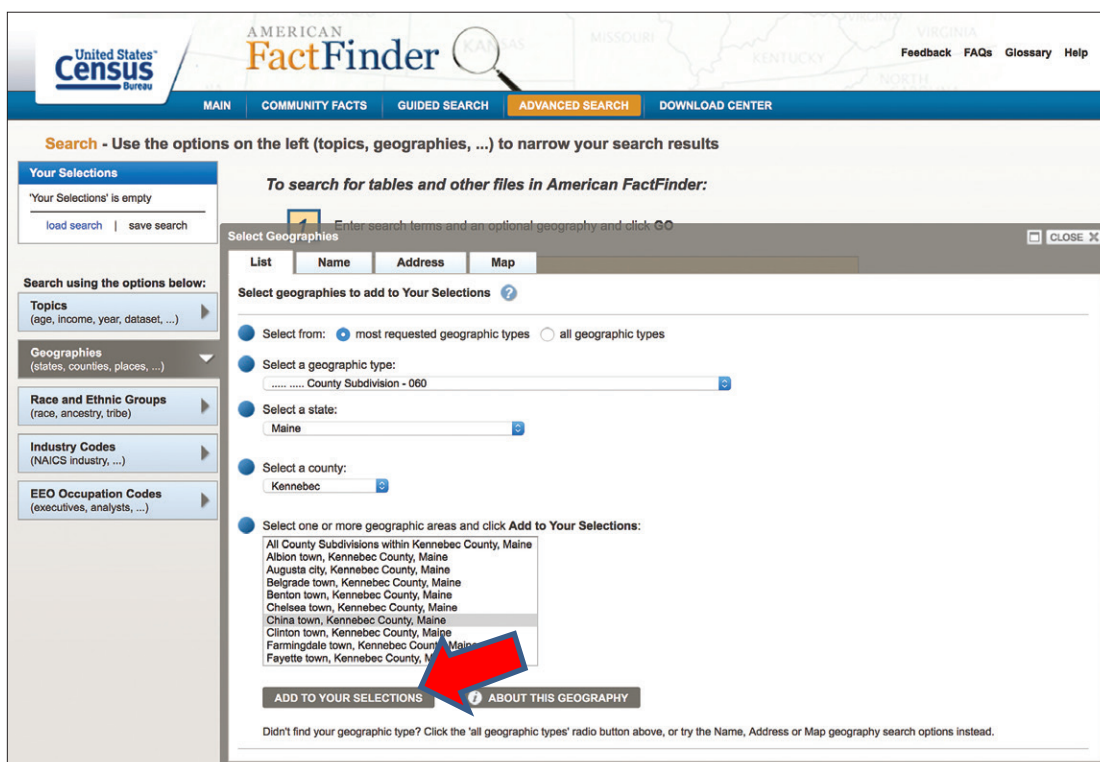 United States™
Census
Bureau
AMERICAN
FactFinder
KANSAS
MISSOURI
KENTUCKY
VIRGINIA
NORTH
Feedback FAQs Glossary Help
MAIN COMMUNITY FACTS GUIDED SEARCH ADVANCED SEARCH DOWNLOAD CENTER
Search - Use the options on the left (topics, geographies, ...) to narrow your search results
Your Selections
'Your Selections' is empty
load search | save search
To search for tables and other files in American FactFinder:
1 Enter search terms and an optional geography and click GO
Search using the options below:
Topics
(age, income, year, dataset, ...)
Geographies
(states, counties, places, ...)
Race and Ethnic Groups
(race, ancestry, tribe)
Industry Codes
(NAICS industry, ...)
EEO Occupation Codes
(executives, analysts, ...)
Select Geographies
CLOSE X
List Name Address Map
Select geographies to add to Your Selections ?
Select from: most requested geographic types all geographic types
Select a geographic type:
..... ..... County Subdivision - 060
Select a state:
Maine
Select a county:
Kennebec
Select one or more geographic areas and click Add to Your Selections:
All County Subdivisions within Kennebec County, Maine
Albion town, Kennebec County, Maine
Augusta city, Kennebec County, Maine
Belgrade town, Kennebec County, Maine
Benton town, Kennebec County, Maine
Chelsea town, Kennebec County, Maine
China town, Kennebec County, Maine
Clinton town, Kennebec County, Maine
Farmingdale town, Kennebec County, Maine
Fayette town, Kennebec County, M
ADD TO YOUR SELECTIONS
i ABOUT THIS GEOGRAPHY
Didn't find your geographic type? Click the 'all geographic types' radio button above, or try the Name, Address or Map geography search options instead.